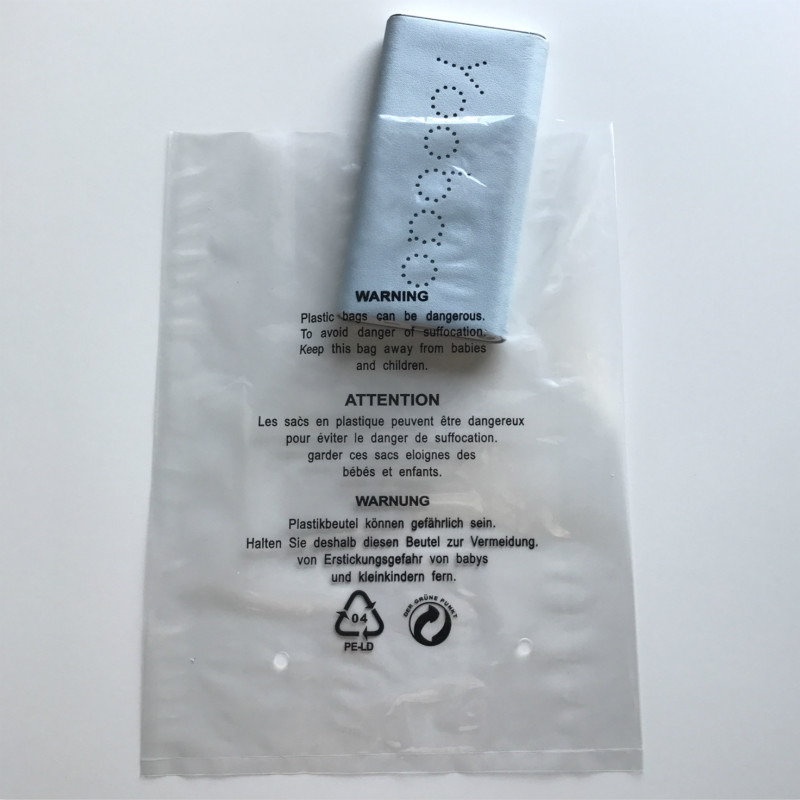 Yoobao
WARNING
Plastic bags can be dangerous.
To avoid danger of suffocation.
Keep this bag away from babies
and children.
ATTENTION
Les sacs en plastique peuvent être dangereux
pour éviter le danger de suffocation.
garder ces sacs eloignes des
bébés et enfants.
WARNUNG
Plastikbeutel können gefährlich sein.
Halten Sie deshalb diesen Beutel zur Vermeidung.
von Erstickungsgefahr von babys
und kleinkindern fern.
04
PE-LD
DER GRÜNE PUNKT